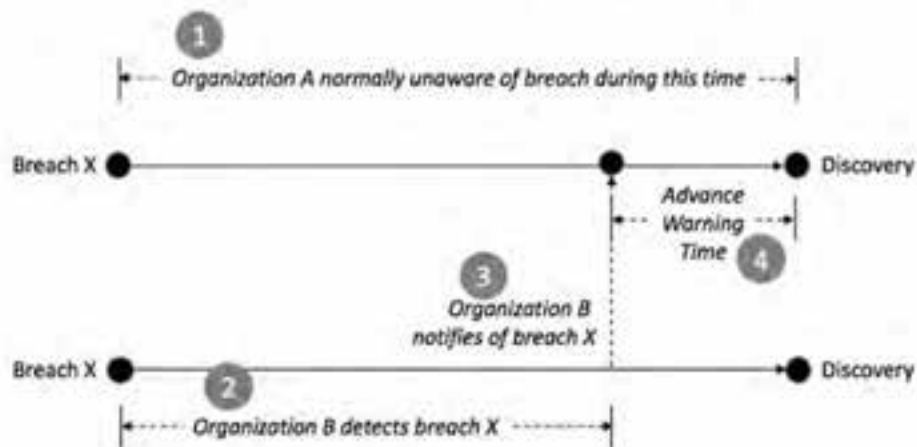 1
Organization A normally unaware of breach during this time
Breach X
Discovery
Advance
Warning
Time
4
3
Organization B
notifies of breach X
Breach X
Discovery
2
Organization B detects breach X